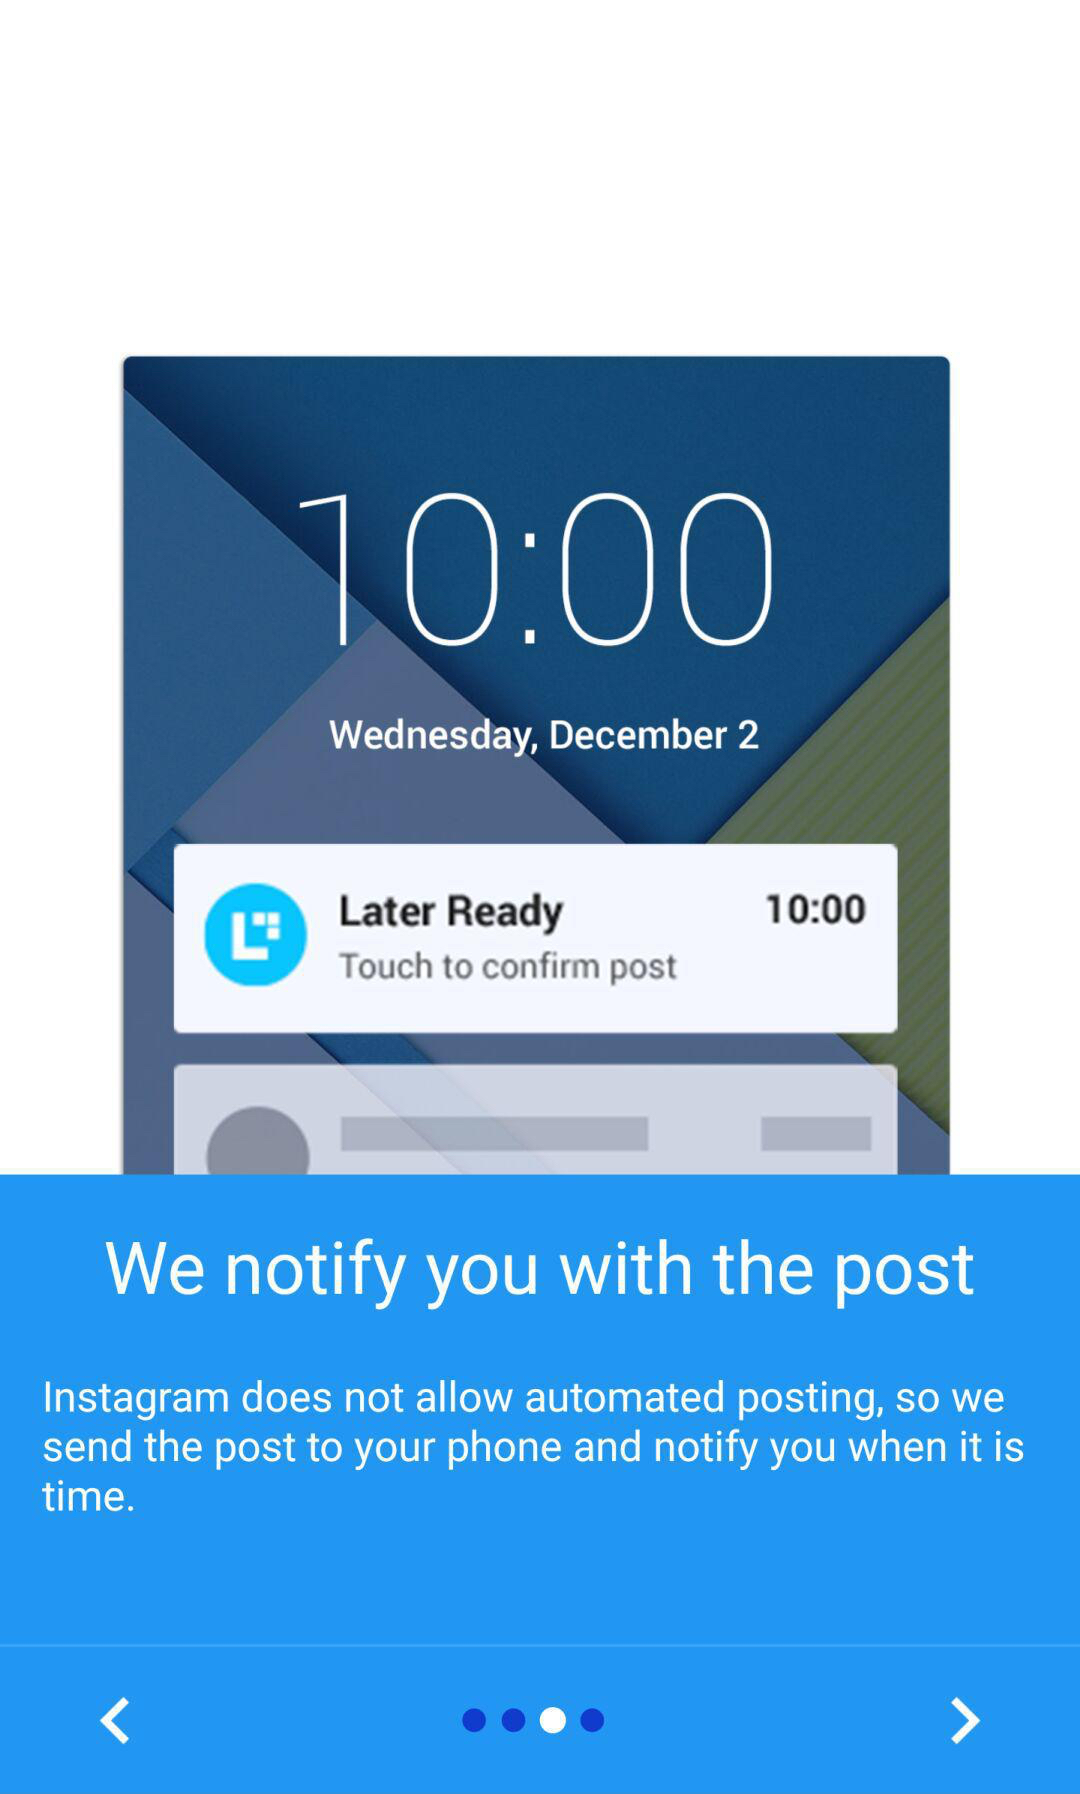 10:00
Wednesday, December 2
Later Ready 10:00
Touch to confirm post
We notify you with the post
Instagram does not allow automated posting, so we
send the post to your phone and notify you when it is
time.